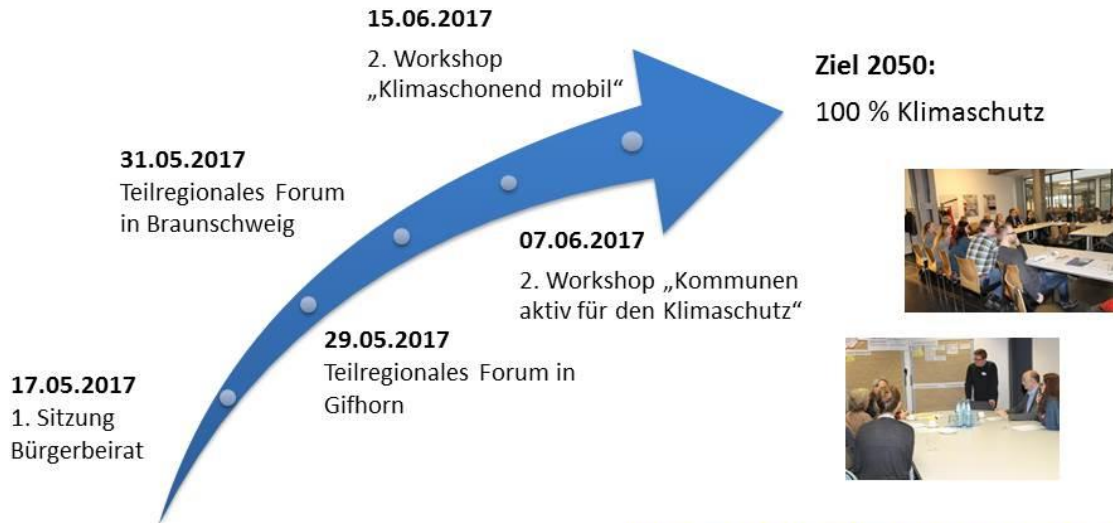 17.05.2017
1. Sitzung
Bürgerbeirat
29.05.2017
Teilregionales Forum in
Gifhorn
31.05.2017
Teilregionales Forum
in Braunschweig
07.06.2017
2. Workshop „Kommunen
aktiv für den Klimaschutz“
15.06.2017
2. Workshop
„Klimaschonend mobil“
Ziel 2050:
100 % Klimaschutz